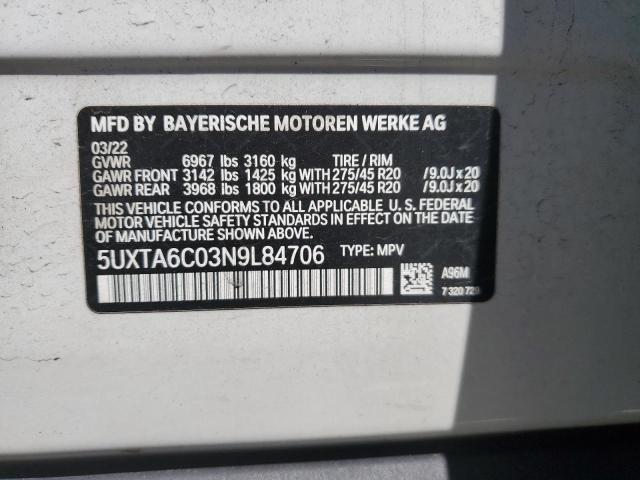 MFD BY BAYERISCHE MOTOREN WERKE AG
03/22
GVWR 6967 lbs 3160 kg TIRE / RIM
GAWR FRONT 3142 lbs 1425 kg WITH 275/45 R20 /9.0J x 20
GAWR REAR 3968 lbs 1800 kg WITH 275/45 R20 /9.0J x 20
THIS VEHICLE CONFORMS TO ALL APPLICABLE U. S. FEDERAL
MOTOR VEHICLE SAFETY STANDARDS IN EFFECT ON THE DATE
OF MANUFACTURE SHOWN ABOVE.
5UXTA6C03N9L84706 TYPE: MPV
A96M
7 320 729